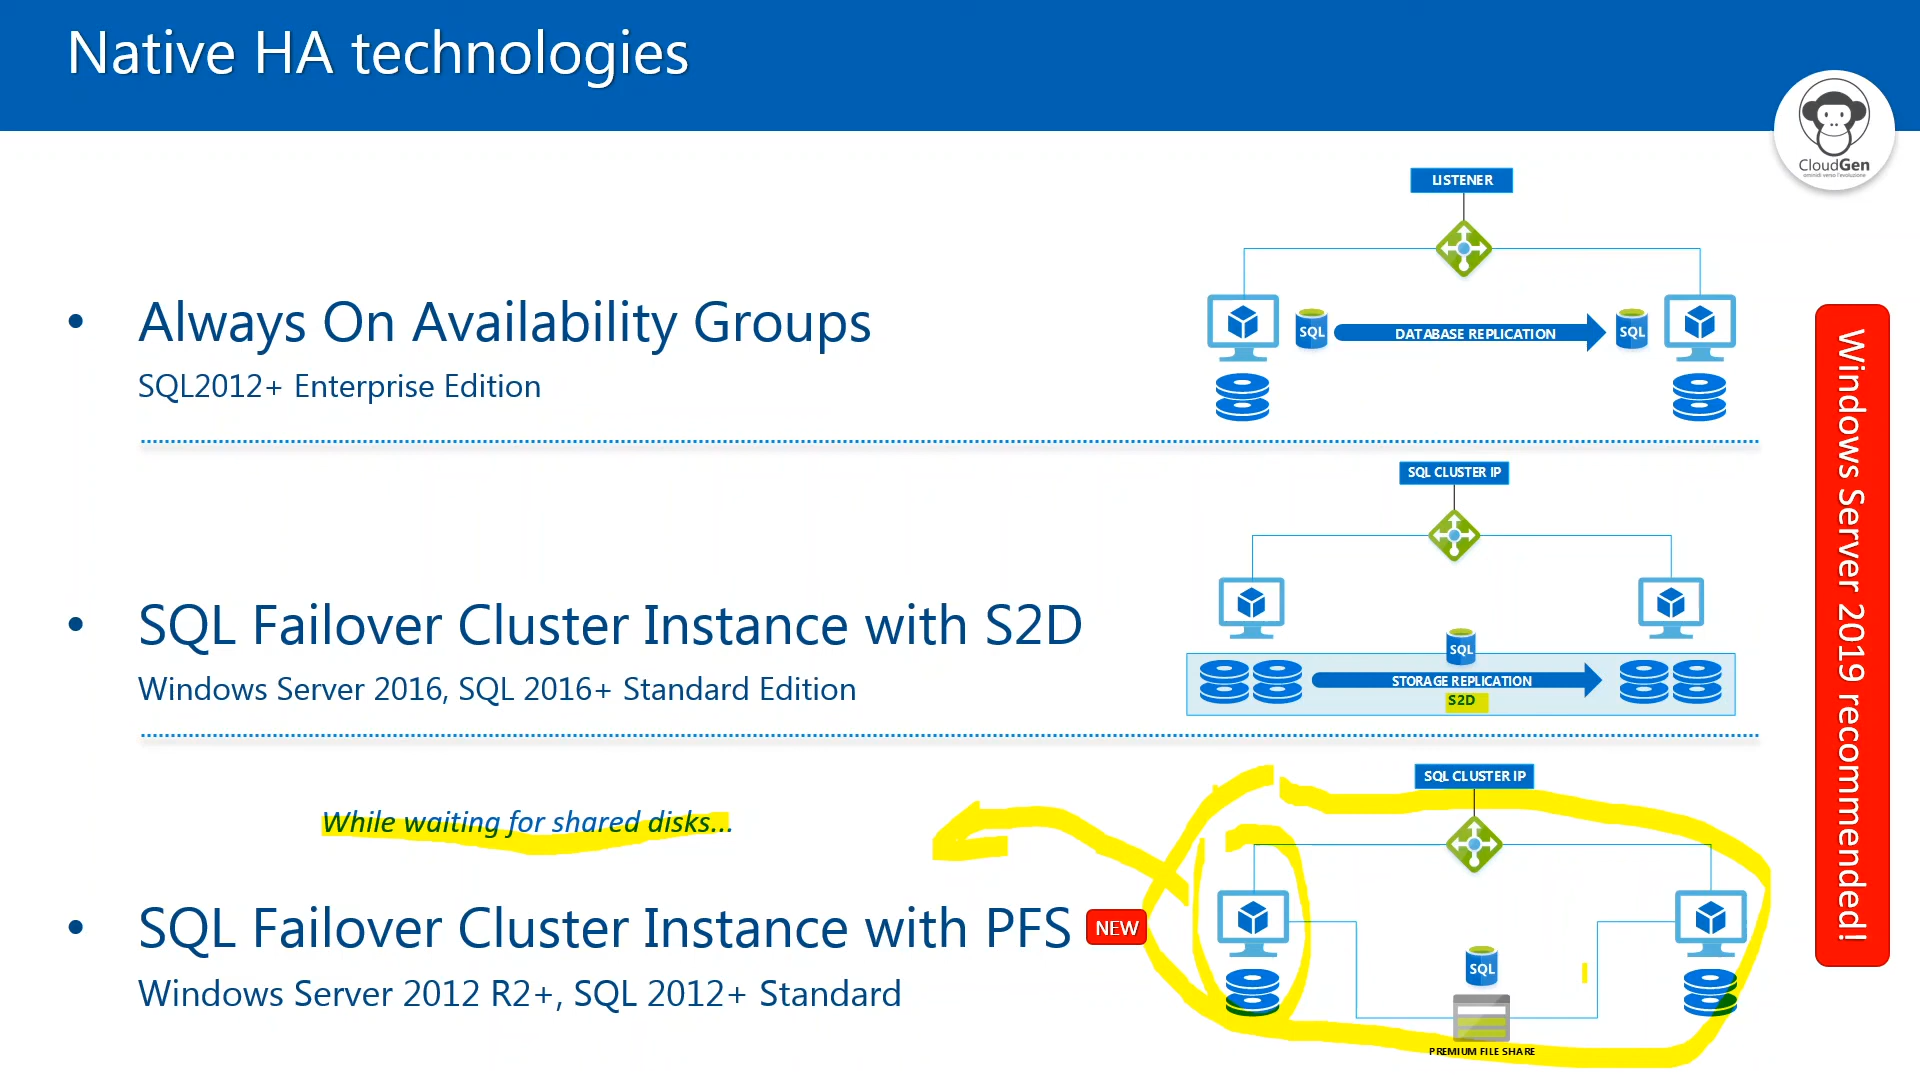 Native HA technologies
CloudGen
LISTENER
• Always On Availability Groups
SQL2012+ Enterprise Edition
SQL
DATABASE REPLICATION
SQL
SQL CLUSTER IP
• SQL Failover Cluster Instance with S2D
Windows Server 2016, SQL 2016+ Standard Edition
SQL
STORAGE REPLICATION
S2D
While waiting for shared disks...
SQL CLUSTER IP
• SQL Failover Cluster Instance with PFS
NEW
Windows Server 2012 R2+, SQL 2012+ Standard
SQL
PREMIUM FILE SHARE
Windows Server 2019 recommended!